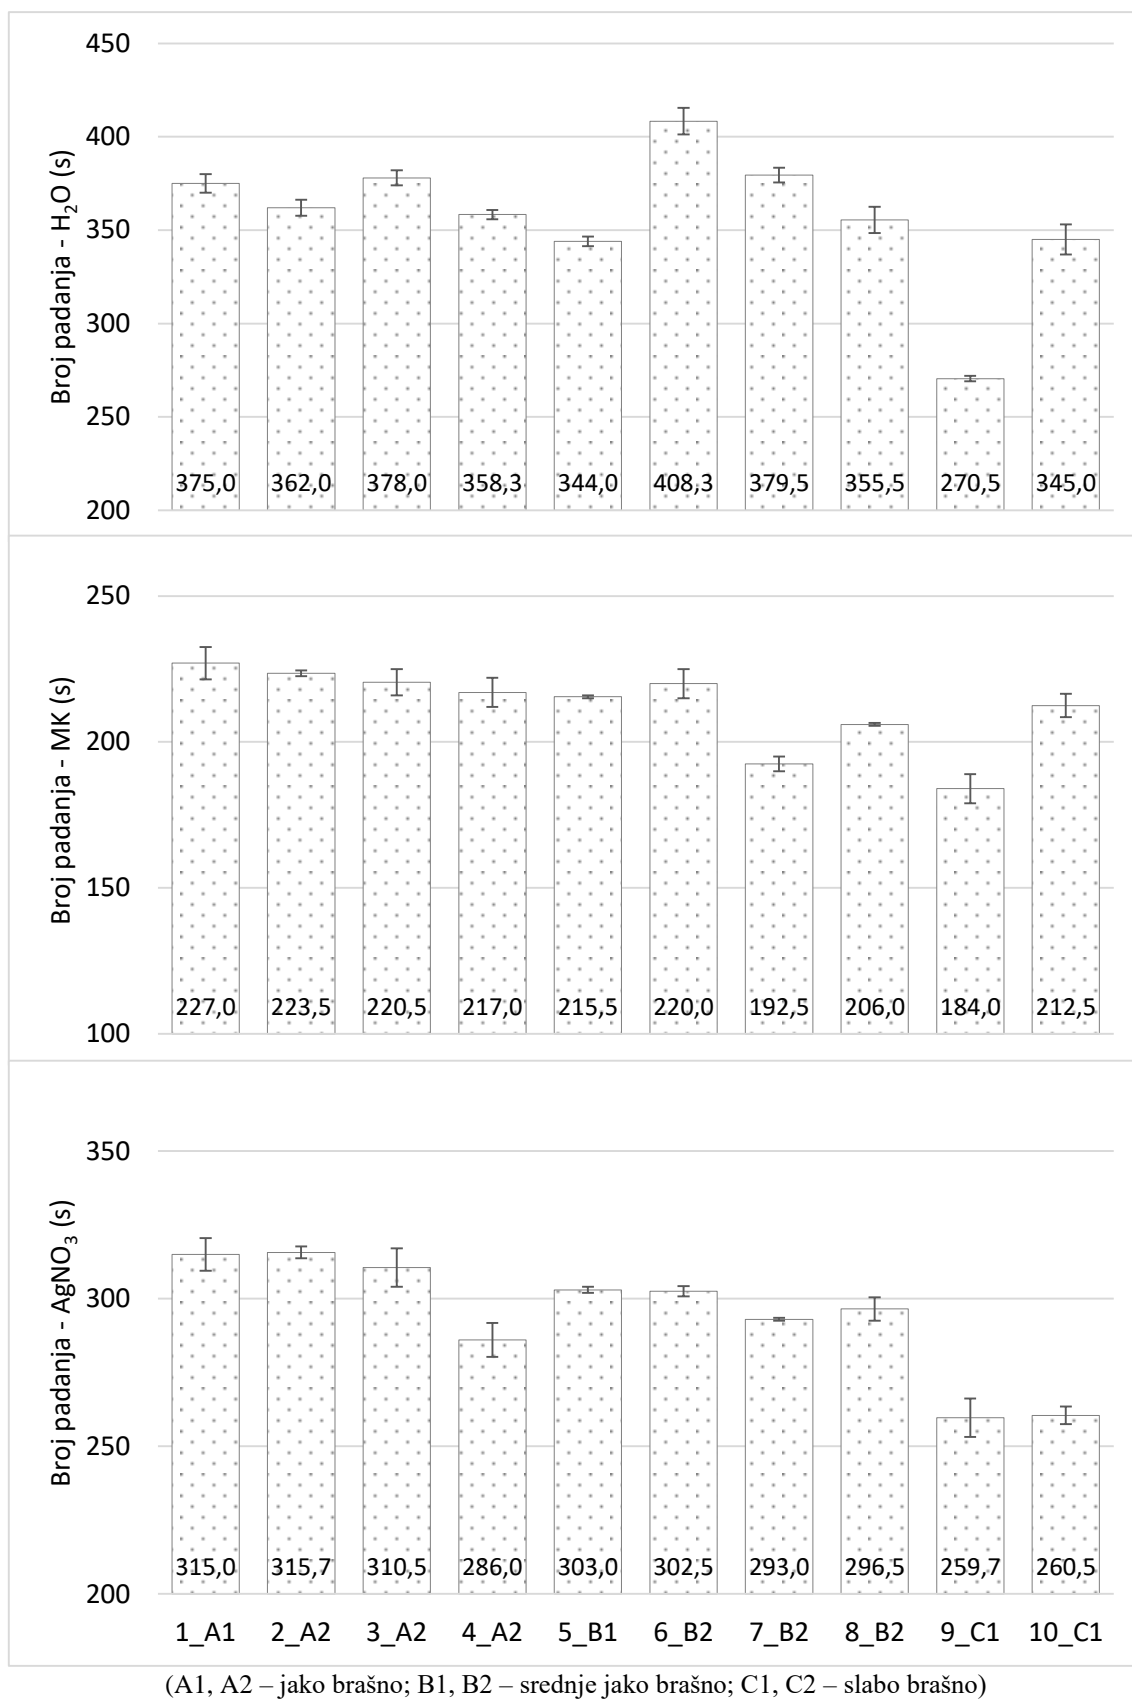 450
400
350
300
250
200
Broj padanja - H₂O (s)
375,0 362,0 378,0 358,3 344,0 408,3 379,5 355,5 270,5 345,0
250
200
150
100
Broj padanja - MK (s)
227,0 223,5 220,5 217,0 215,5 220,0 192,5 206,0 184,0 212,5
350
300
250
200
Broj padanja - AgNO₃ (s)
315,0 315,7 310,5 286,0 303,0 302,5 293,0 296,5 259,7 260,5
1_A1 2_A2 3_A2 4_A2 5_B1 6_B2 7_B2 8_B2 9_C1 10_C1
(A1, A2 – jako brašno; B1, B2 – srednje jako brašno; C1, C2 – slabo brašno)